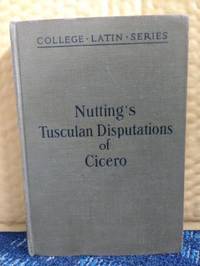 COLLEGE · LATIN · SERIES
Nutting's
Tusculan Disputations
of
Cicero